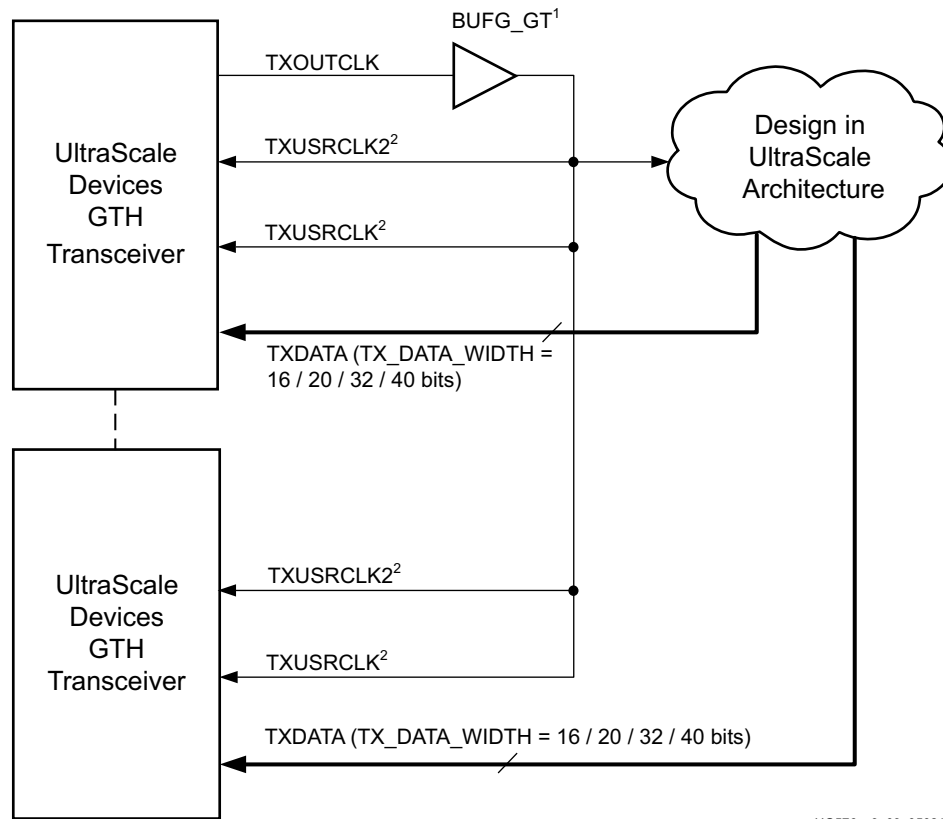 BUFG_GT1
TXOUTCLK
UltraScale
Devices
GTH
Transceiver
TXUSRCLK22
TXUSRCLK2
Design in
UltraScale
Architecture
TXDATA (TX_DATA_WIDTH =
16 / 20 / 32 / 40 bits)
UltraScale
Devices
GTH
Transceiver
TXUSRCLK22
TXUSRCLK2
TXDATA (TX_DATA_WIDTH = 16 / 20 / 32 / 40 bits)